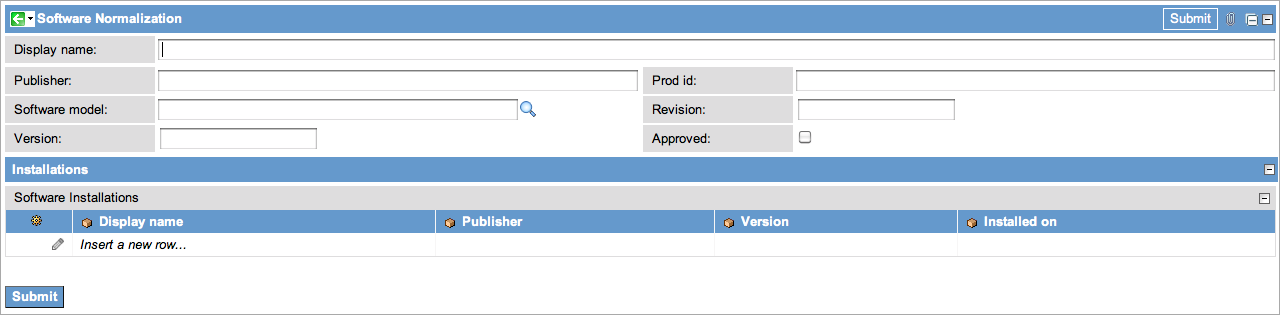 Software Normalization Submit
Display name:
Publisher: Prod id:
Software model: Revision:
Version: Approved:
Installations
Software Installations
Display name Publisher Version Installed on
Insert a new row...
Submit